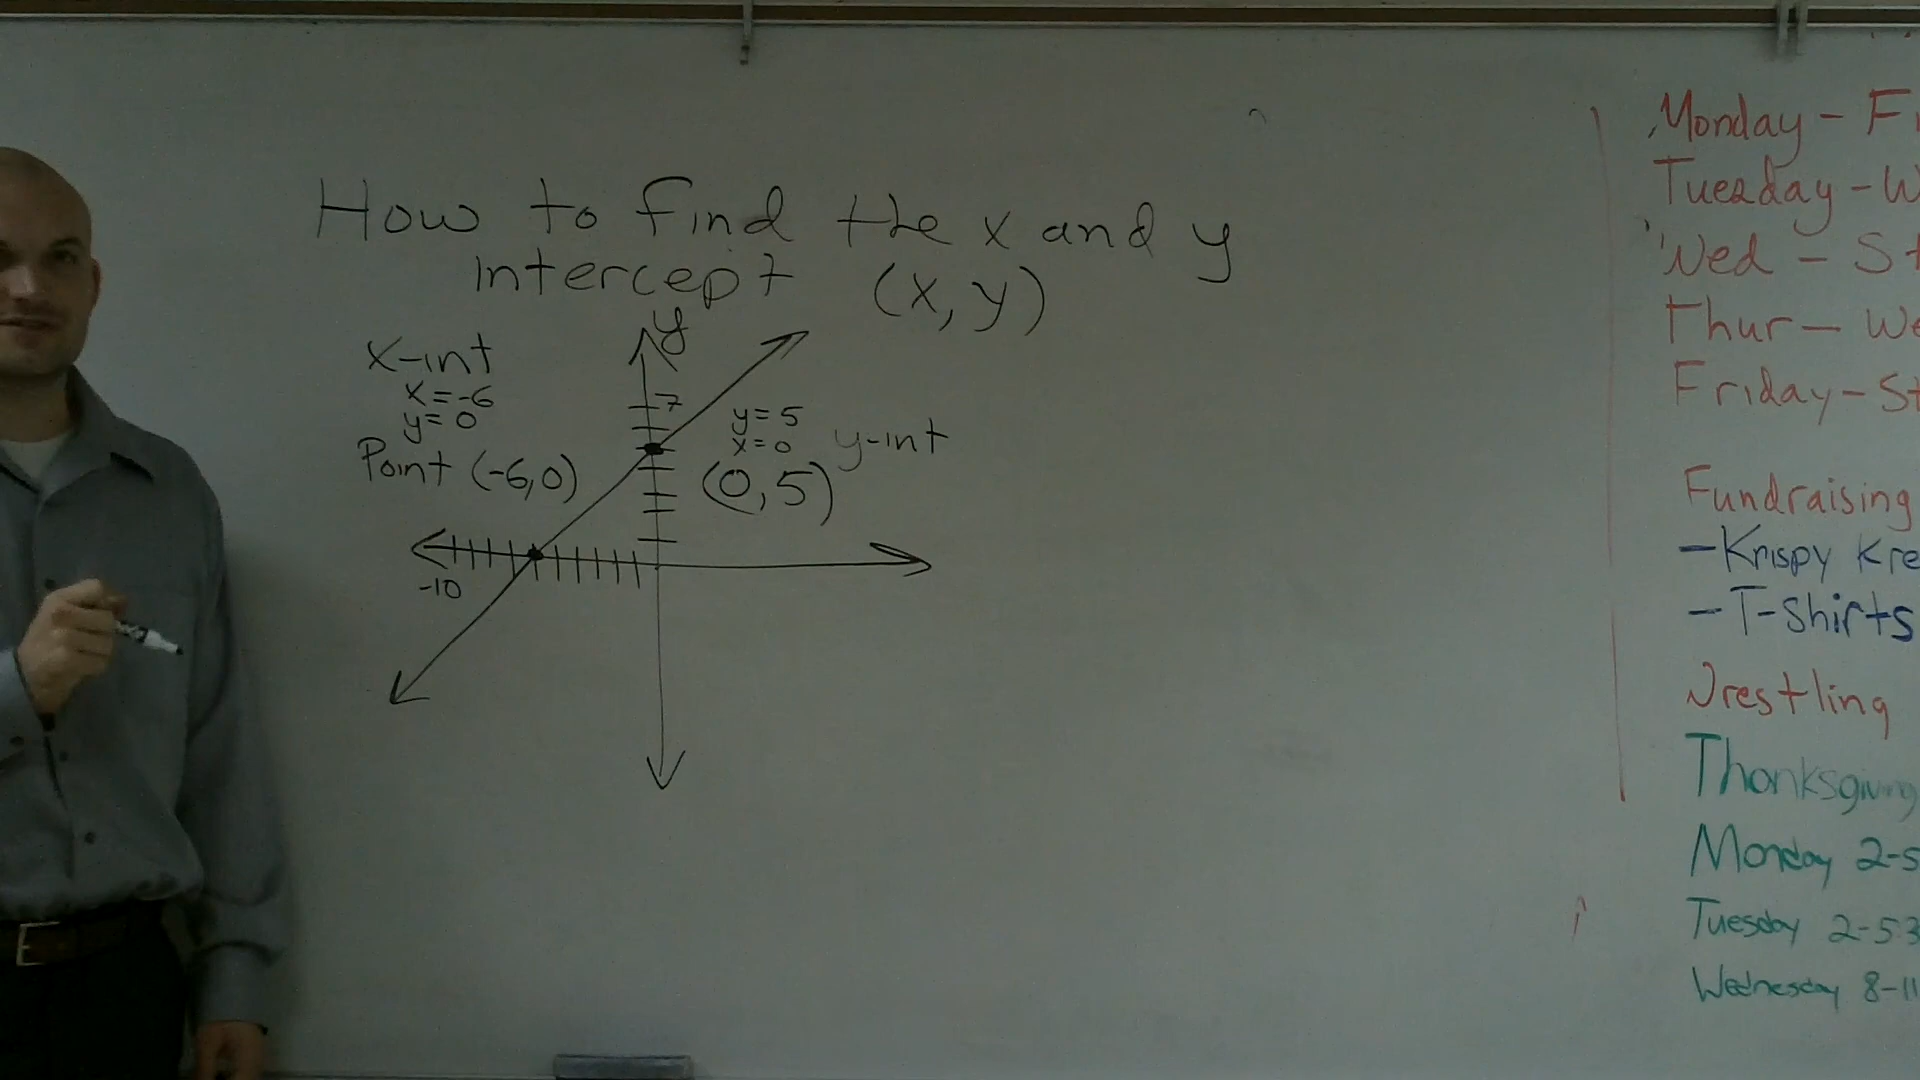 How to find the x and y
intercept (x,y)
y
x-int
x=-6
y=0
Point (-6,0)
7
y=5
x=0
y-int
(0,5)
-10
Monday -
Tuesday -
Wed -
Thur -
Friday -
Fundraising
- Krispy Kre
- T-shirts
Wrestling
Thanksgiving
Monday 2-5
Tuesday 2-53
Wednesday 8-11